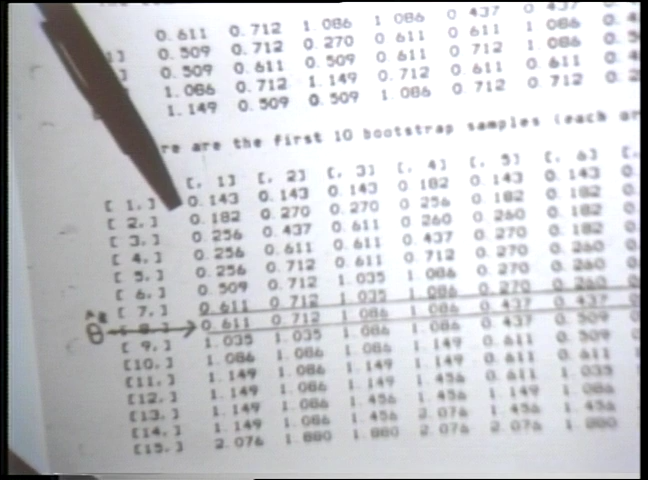 0.611 0.712 1.086 1.086 0.437 0.437
0.509 0.712 0.270 0.611 0.611 1.086
0.509 0.611 0.509 0.611 0.712 1.086
1.086 0.712 1.149 0.712 0.611 0.611
1.149 0.509 0.509 1.086 0.712 0.712
re are the first 10 bootstrap samples (each
[, 1] [, 2] [, 3] [, 4] [, 5] [, 6]
[ 1,] 0.143 0.143 0.143 0.182 0.143 0.143
[ 2,] 0.182 0.270 0.270 0.256 0.182 0.182
[ 3,] 0.256 0.437 0.611 0.260 0.260 0.182
[ 4,] 0.256 0.611 0.611 0.437 0.270 0.182
[ 5,] 0.256 0.712 0.611 0.712 0.270 0.260
[ 6,] 0.509 0.712 1.035 1.086 0.270 0.260
[ 7,] 0.611 0.712 1.035 1.086 0.270 0.260
[ 8,] 0.611 0.712 1.086 1.086 0.437 0.437
[ 9,] 1.035 1.035 1.086 1.086 0.437 0.509
[10,] 1.086 1.086 1.086 1.149 0.611 0.509
[11,] 1.149 1.086 1.149 1.149 0.611 0.611
[12,] 1.149 1.086 1.456 1.456 0.611 1.035
[13,] 1.149 1.086 1.456 1.456 1.149 1.086
[14,] 1.149 1.086 1.456 2.076 1.456 1.456
[15,] 2.076 1.880 1.880 2.076 2.076 1.880